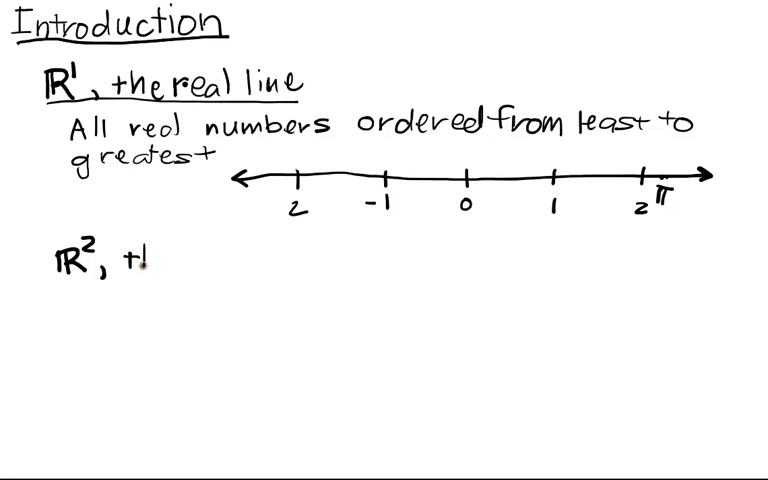 Introduction
ℝ¹, the real line
All real numbers ordered from least to
greatest
2 -1 0 1 2 π
ℝ², th